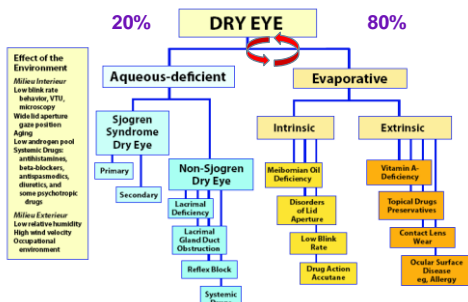 20%
DRY EYE
80%
Effect of the
Environment
Milieu Interieur
Low blink rate
behavior, VTU,
microscopy
Wide lid aperture
gaze position
Aging
Low androgen pool
Systemic Drugs:
antihistamines,
beta-blockers,
antispasmedics,
diuretics, and
some psychotropic
drugs
Milieu Exterieur
Low relative humidity
High wind velocity
Occupational
environment
Aqueous-deficient
Sjogren
Syndrome
Dry Eye
Primary
Secondary
Non-Sjogren
Dry Eye
Lacrimal
Deficiency
Lacrimal
Gland Duct
Obstruction
Reflex Block
Systemic
Evaporative
Intrinsic
Meibomian Oil
Deficiency
Disorders
of Lid
Aperture
Low Blink
Rate
Drug Action
Accutane
Extrinsic
Vitamin A-
Deficiency
Topical Drugs
Preservatives
Contact Lens
Wear
Ocular Surface
Disease
eg, Allergy